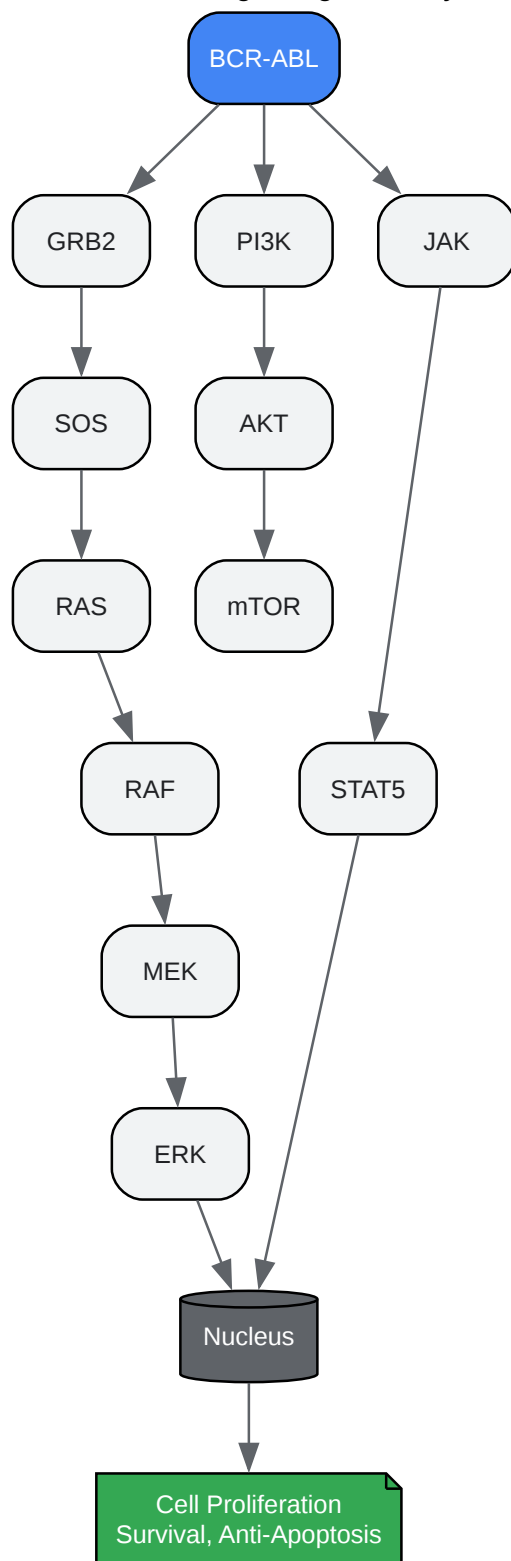 BCR-ABL
GRB2
PI3K
JAK
SOS
AKT
RAS
mTOR
RAF
STAT5
MEK
ERK
Nucleus
Cell Proliferation
Survival, Anti-Apoptosis